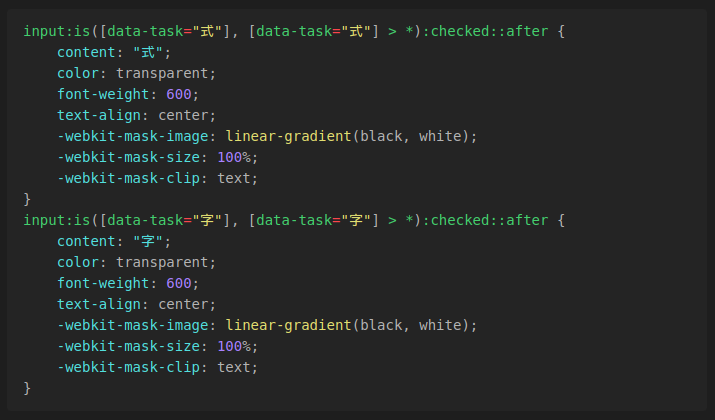 input:is([data-task="式"], [data-task="式"] > *):checked::after {
    content: "式";
    color: transparent;
    font-weight: 600;
    text-align: center;
    -webkit-mask-image: linear-gradient(black, white);
    -webkit-mask-size: 100%;
    -webkit-mask-clip: text;
}
input:is([data-task="字"], [data-task="字"] > *):checked::after {
    content: "字";
    color: transparent;
    font-weight: 600;
    text-align: center;
    -webkit-mask-image: linear-gradient(black, white);
    -webkit-mask-size: 100%;
    -webkit-mask-clip: text;
}